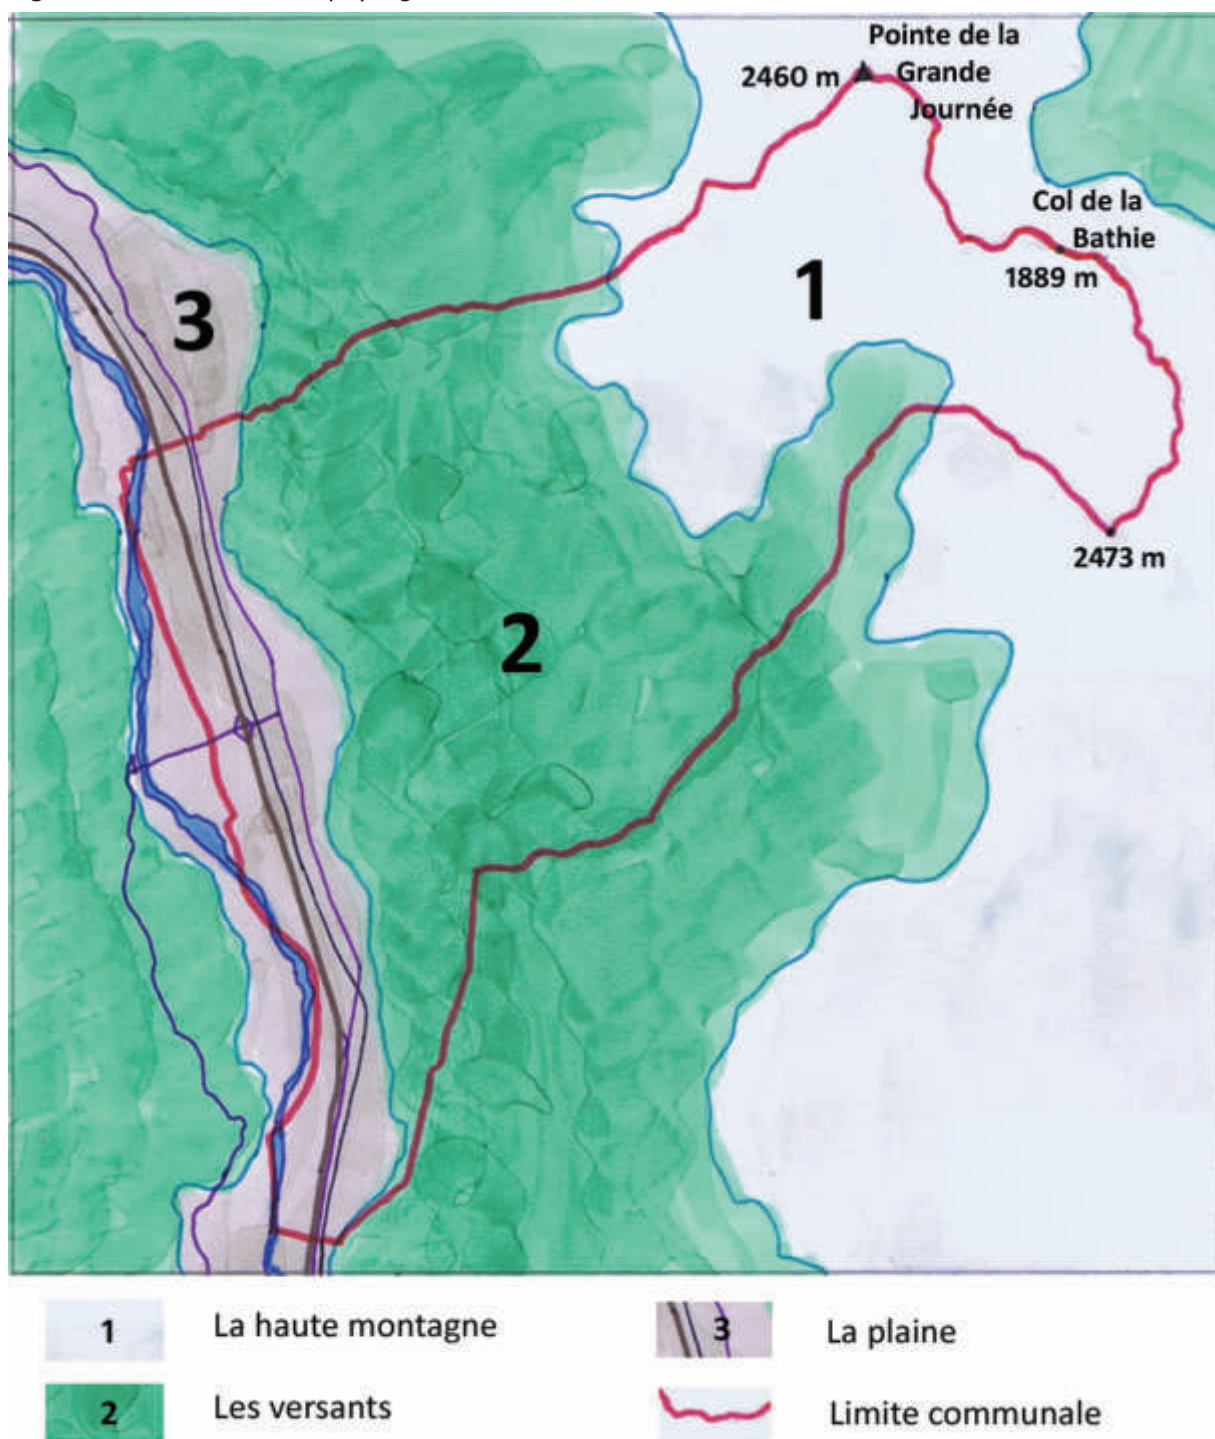 Pointe de la
2460 m Grande
Journée
Col de la
Bathie
1889 m
1
3
2473 m
2
1 La haute montagne
3 La plaine
2 Les versants
Limite communale